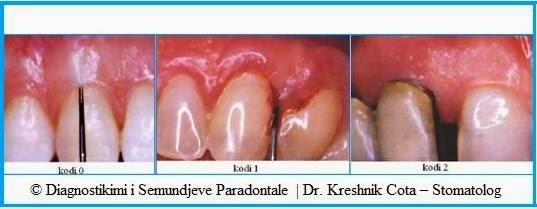 kodi 0
kodi 1
kodi 2
© Diagnostikimi i Semundjeve Paradontale | Dr. Kreshnik Cota – Stomatolog